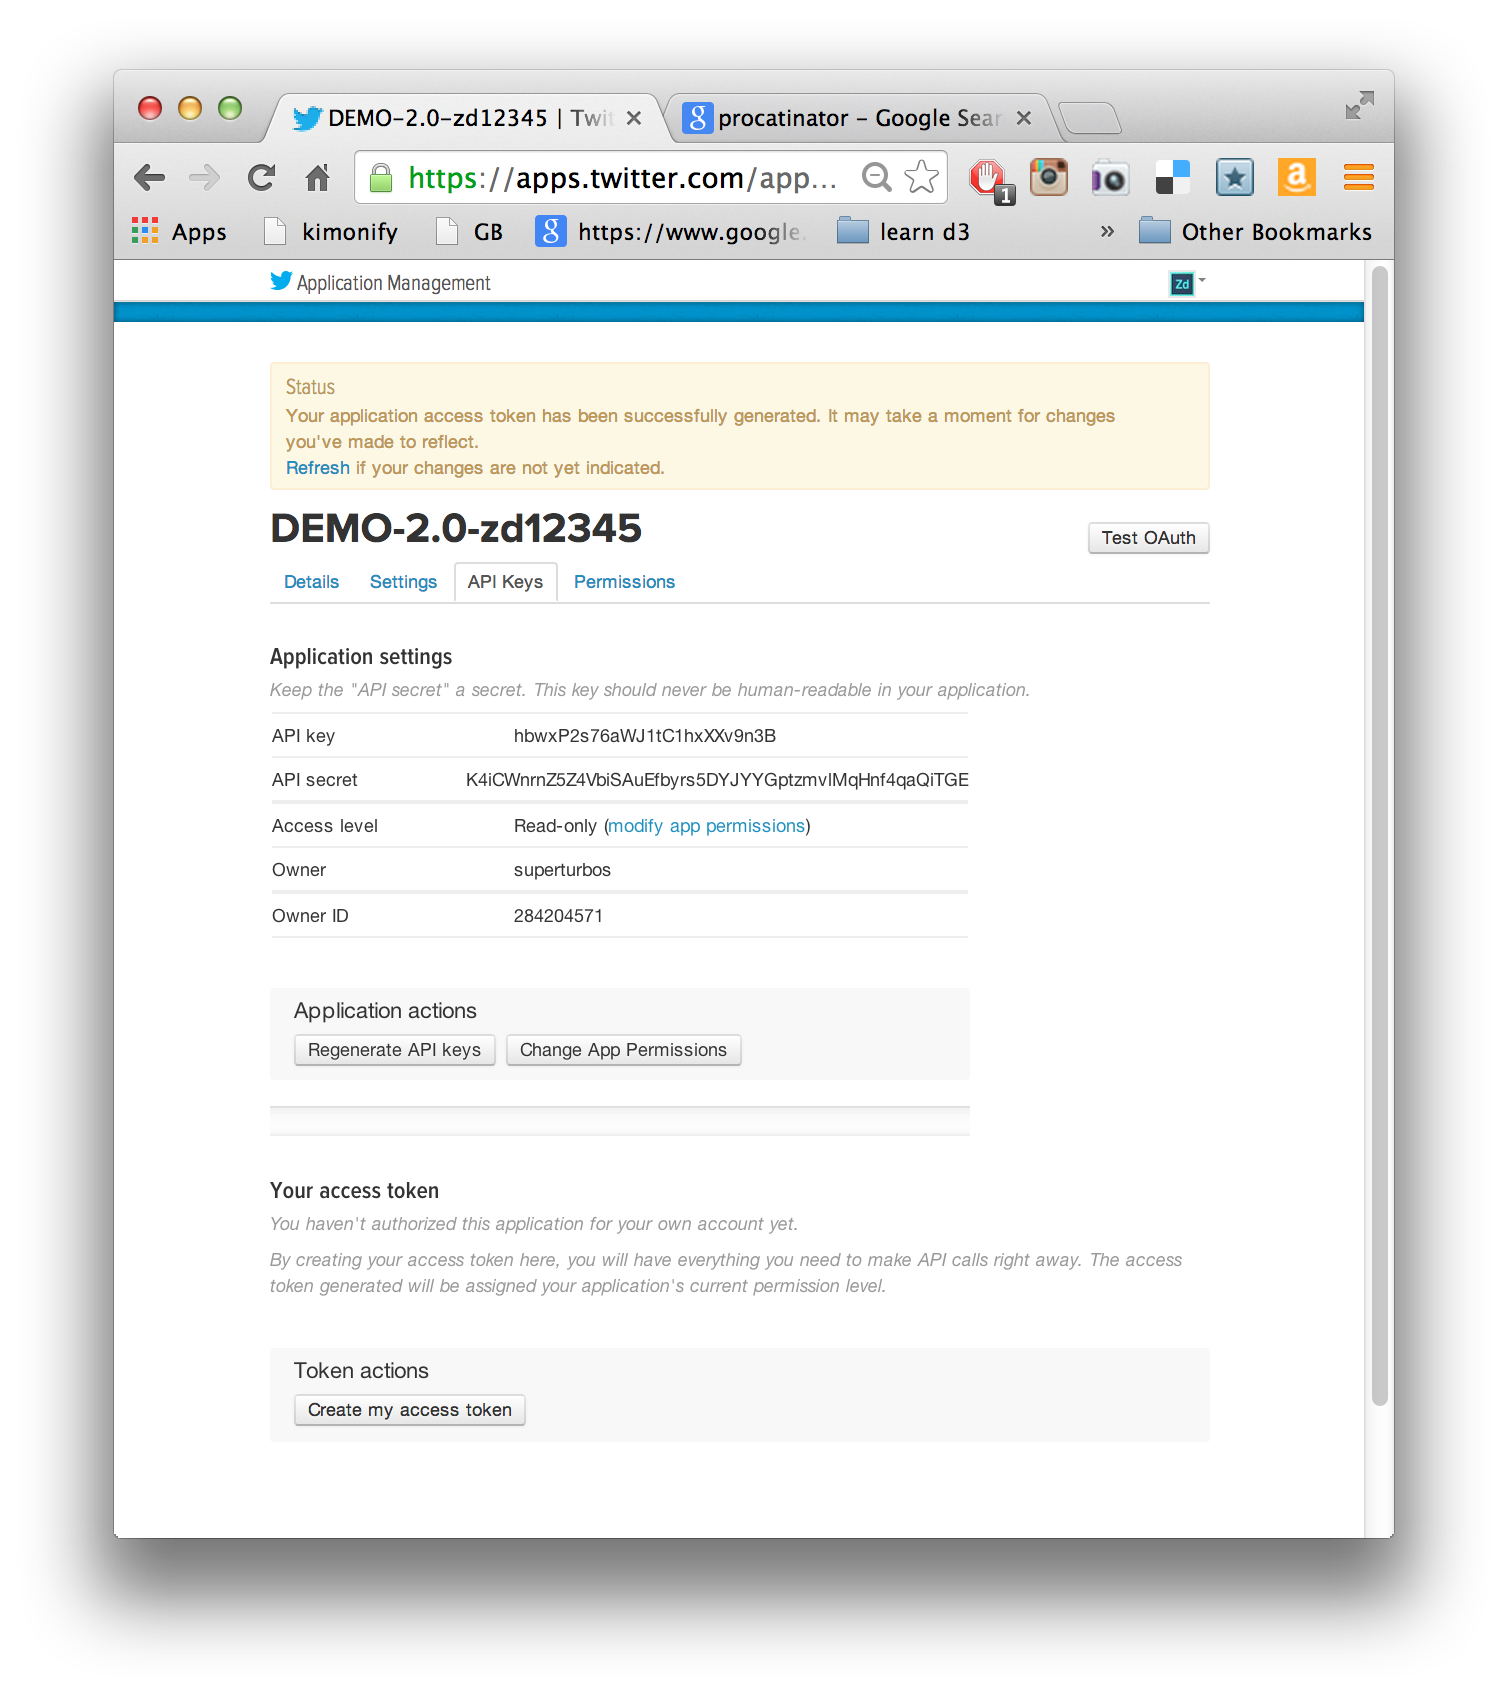 DEMO-2.0-zd12345 | Twi
procatinator – Google Sear
https://apps.twitter.com/app...
1
Apps
kimonify
GB
https://www.google.
learn d3
»
Other Bookmarks
Application Management
Zd
Status
Your application access token has been successfully generated. It may take a moment for changes
you've made to reflect.
Refresh if your changes are not yet indicated.
DEMO-2.0-zd12345
Test OAuth
Details
Settings
API Keys
Permissions
Application settings
Keep the "API secret" a secret. This key should never be human-readable in your application.
API key hbwxP2s76aWJ1tC1hxXXv9n3B
API secret K4iCWnrnZ5Z4VbiSAuEfbyrs5DYJYYGptzmvlMqHnf4qaQiTGE
Access level Read-only (modify app permissions)
Owner superturbos
Owner ID 284204571
Application actions
Regenerate API keys
Change App Permissions
Your access token
You haven't authorized this application for your own account yet.
By creating your access token here, you will have everything you need to make API calls right away. The access
token generated will be assigned your application's current permission level.
Token actions
Create my access token